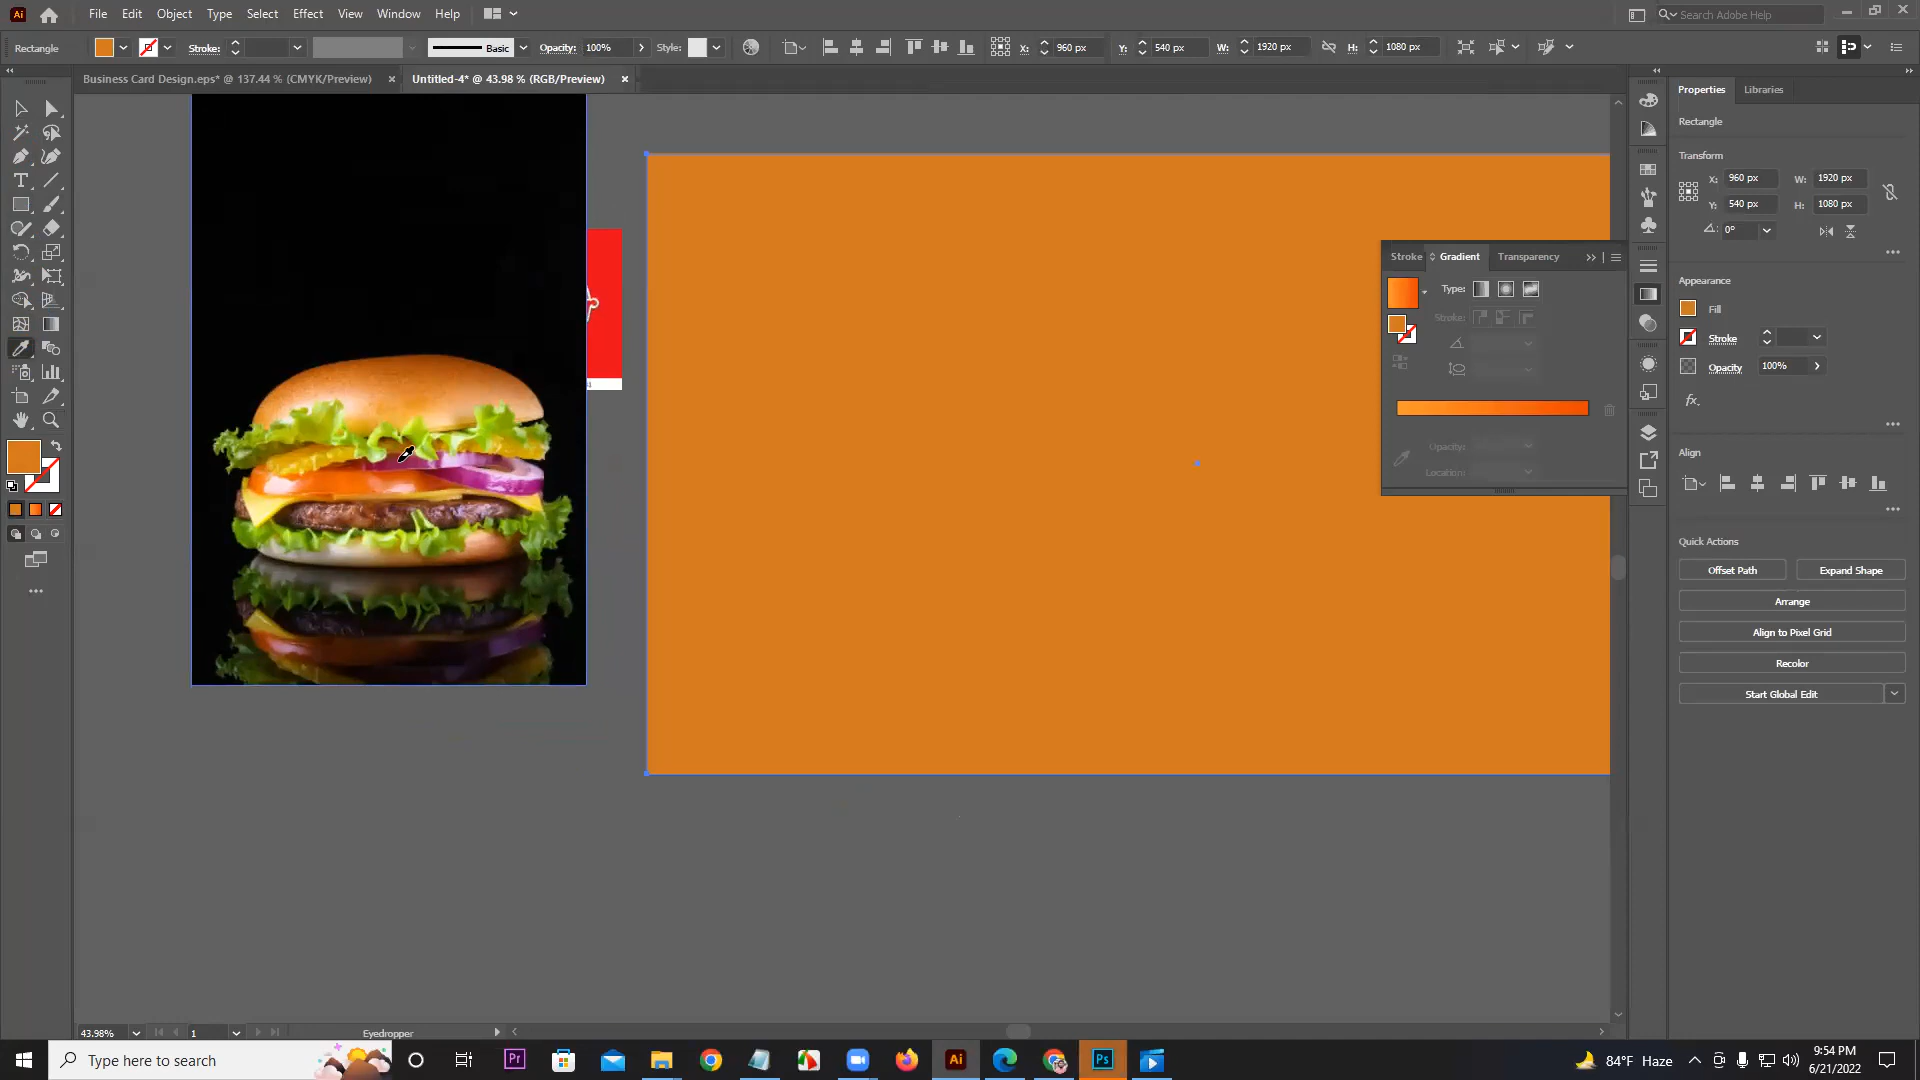 Ai File Edit Object Type Select Effect View Window Help Search Adobe Help
Rectangle Stroke: Basic Opacity: 100% Style: X: 960 px Y: 540 px W: 1920 px H: 1080 px
Business Card Design.eps* @ 137.44 % (CMYK/Preview) × Untitled-4* @ 43.98 % (RGB/Preview) ×
Properties Libraries
Rectangle
Transform
X: 960 px W: 1920 px
Y: 540 px H: 1080 px
0°
Stroke Gradient Transparency
Type:
Stroke:
Opacity:
Location:
Appearance
Fill
Stroke
Opacity 100%
fx.
Align
Quick Actions
Offset Path Expand Shape
Arrange
Align to Pixel Grid
Recolor
Start Global Edit
43.98% 1 Eyedropper
Type here to search
Pr Ai Ps
84°F Haze
9:54 PM
6/21/2022